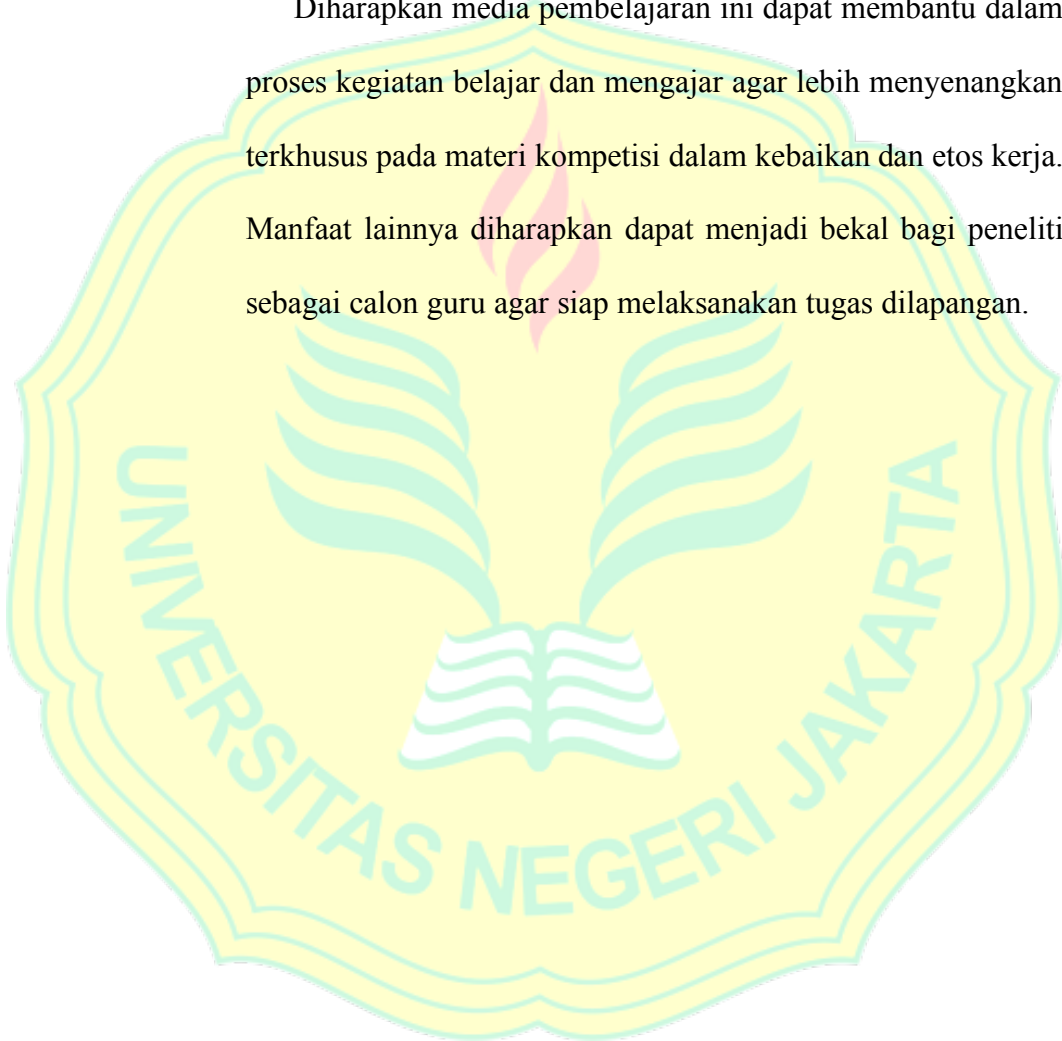 Diharapkan media pembelajaran ini dapat membantu dalam
proses kegiatan belajar dan mengajar agar lebih menyenangkan
terkhusus pada materi kompetisi dalam kebaikan dan etos kerja.
Manfaat lainnya diharapkan dapat menjadi bekal bagi peneliti
sebagai calon guru agar siap melaksanakan tugas dilapangan.
UNIVERSITAS NEGERI JAKARTA